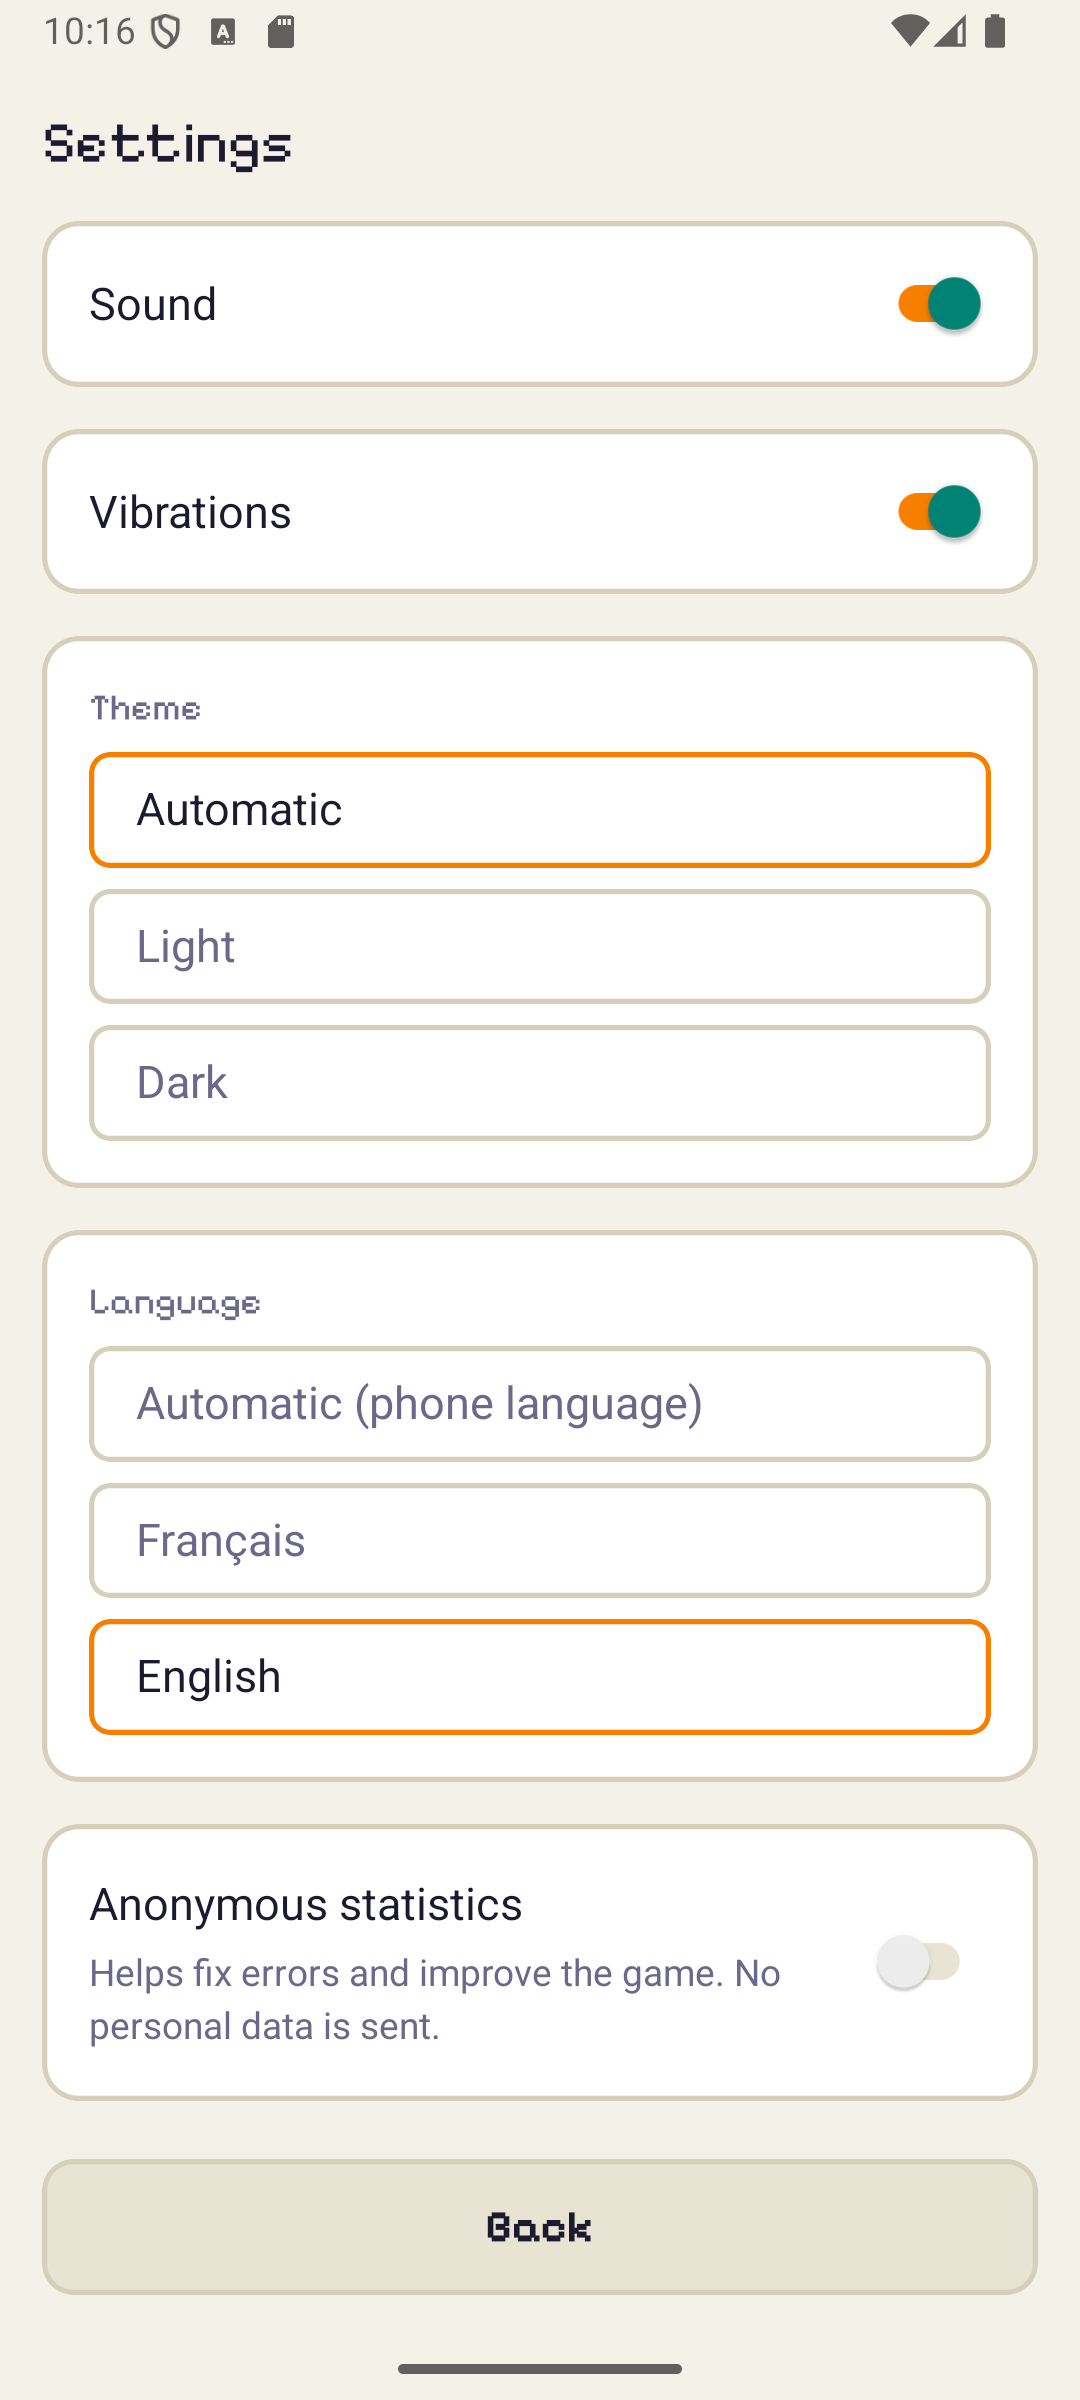 10:16
Settings
Sound
Vibrations
Theme
Automatic
Light
Dark
Language
Automatic (phone language)
Français
English
Anonymous statistics
Helps fix errors and improve the game. No
personal data is sent.
Back